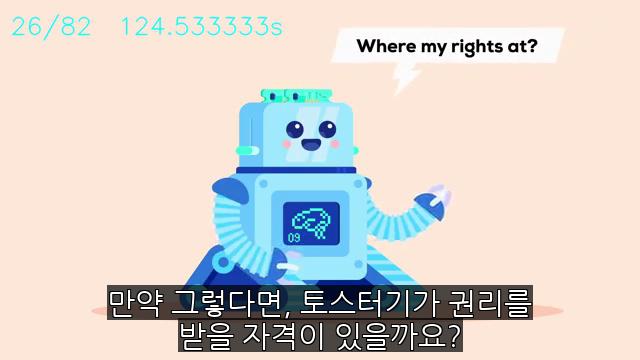 26/82 124.533333s
Where my rights at?
09
만약 그렇다면, 토스터기가 권리를
받을 자격이 있을까요?